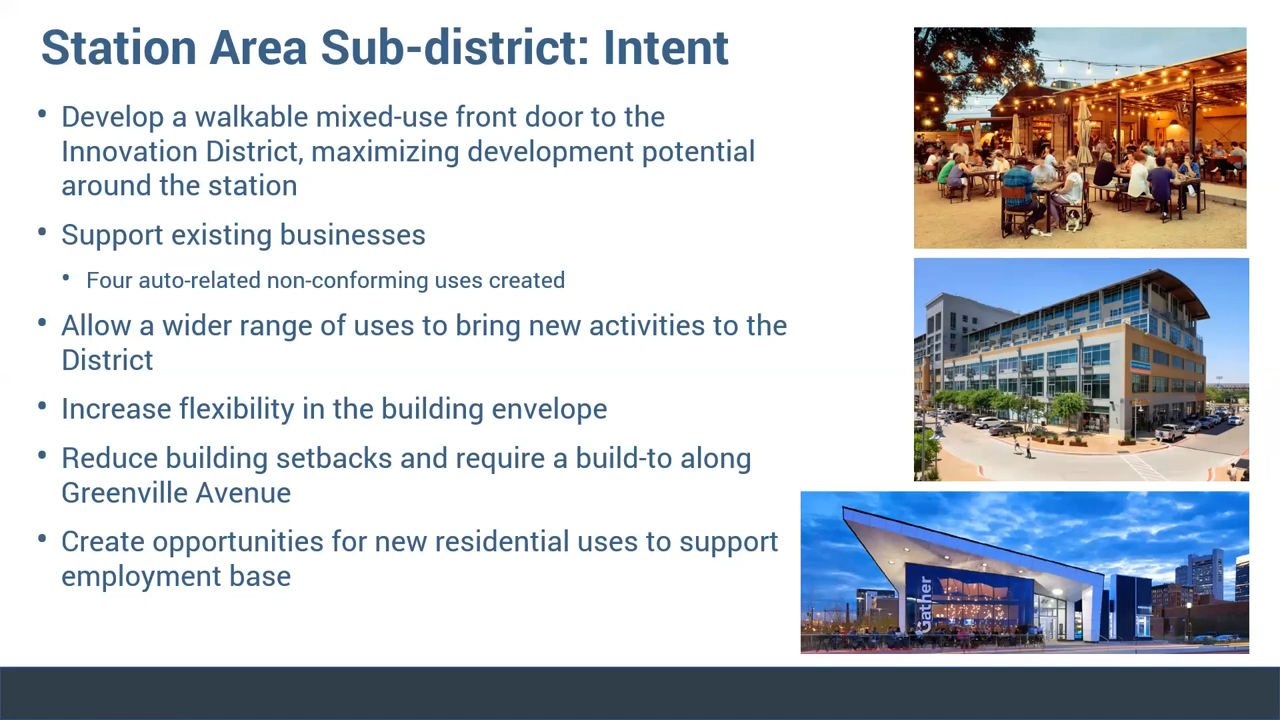 Station Area Sub-district: Intent
• Develop a walkable mixed-use front door to the
Innovation District, maximizing development potential
around the station
• Support existing businesses
• Four auto-related non-conforming uses created
• Allow a wider range of uses to bring new activities to the
District
• Increase flexibility in the building envelope
• Reduce building setbacks and require a build-to along
Greenville Avenue
• Create opportunities for new residential uses to support
employment base
Gather